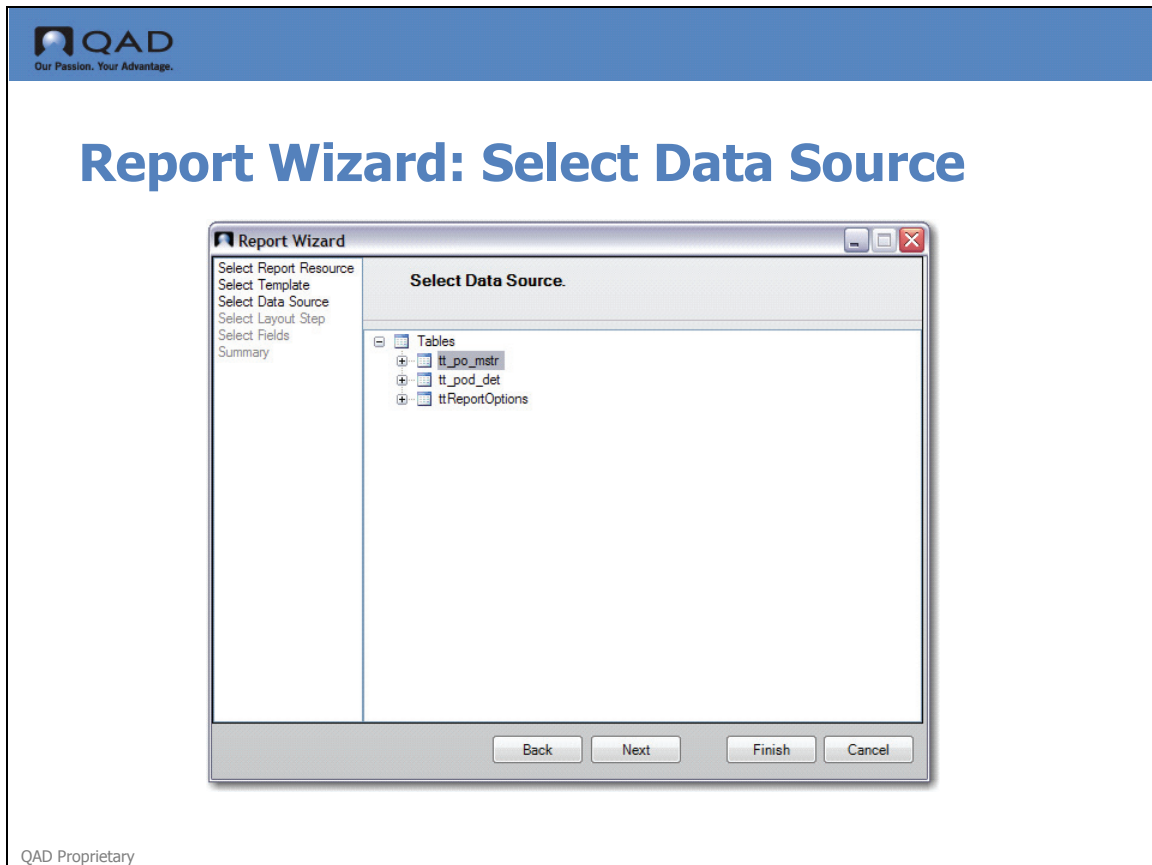 QAD
Our Passion. Your Advantage.
Report Wizard: Select Data Source
Report Wizard
Select Report Resource
Select Template
Select Data Source
Select Layout Step
Select Fields
Summary
Select Data Source.
Tables
tt_po_mstr
tt_pod_det
ttReportOptions
Back Next Finish Cancel
QAD Proprietary